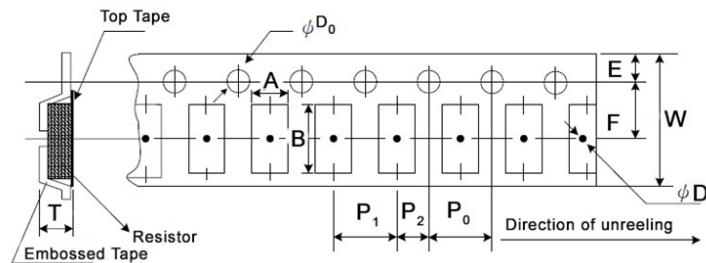 Top Tape
ϕD0
A
E
B
F
W
T
P1
P2
P0
ϕD
Direction of unreeling
Resistor
Embossed Tape